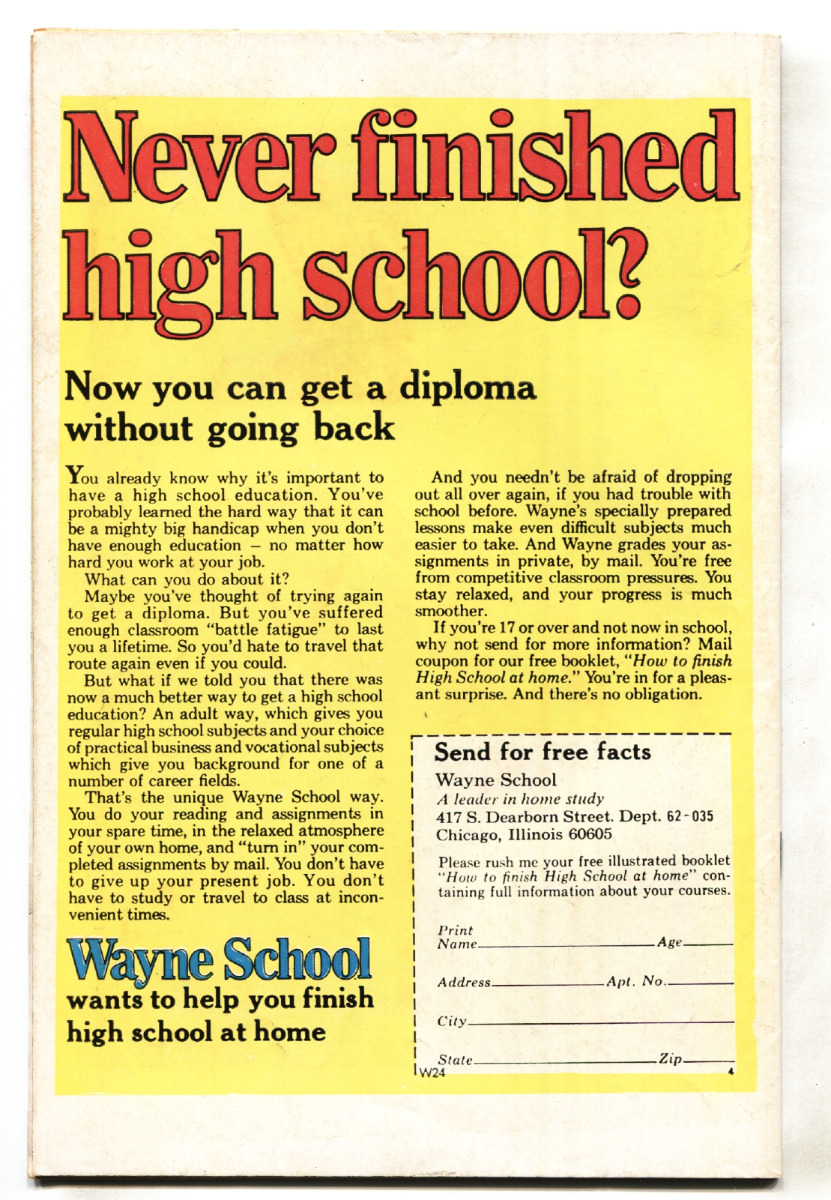 Never finished
high school?
Now you can get a diploma
without going back
You already know why it's important to
have a high school education. You've
probably learned the hard way that it can
be a mighty big handicap when you don't
have enough education — no matter how
hard you work at your job.
What can you do about it?
Maybe you've thought of trying again
to get a diploma. But you've suffered
enough classroom "battle fatigue" to last
you a lifetime. So you'd hate to travel that
route again even if you could.
But what if we told you that there was
now a much better way to get a high school
education? An adult way, which gives you
regular high school subjects and your choice
of practical business and vocational subjects
which give you background for one of a
number of career fields.
That's the unique Wayne School way.
You do your reading and assignments in
your spare time, in the relaxed atmosphere
of your own home, and "turn in" your com-
pleted assignments by mail. You don't have
to give up your present job. You don't
have to study or travel to class at incon-
venient times.
Wayne School
wants to help you finish
high school at home
And you needn't be afraid of dropping
out all over again, if you had trouble with
school before. Wayne's specially prepared
lessons make even difficult subjects much
easier to take. And Wayne grades your as-
signments in private, by mail. You're free
from competitive classroom pressures. You
stay relaxed, and your progress is much
smoother.
If you're 17 or over and not now in school,
why not send for more information? Mail
coupon for our free booklet, "How to finish
High School at home." You're in for a pleas-
ant surprise. And there's no obligation.
Send for free facts
Wayne School
A leader in home study
417 S. Dearborn Street. Dept. 62-035
Chicago, Illinois 60605
Please rush me your free illustrated booklet
"How to finish High School at home" con-
taining full information about your courses.
Print
Name Age
Address Apt. No.
City
State Zip
W24 4